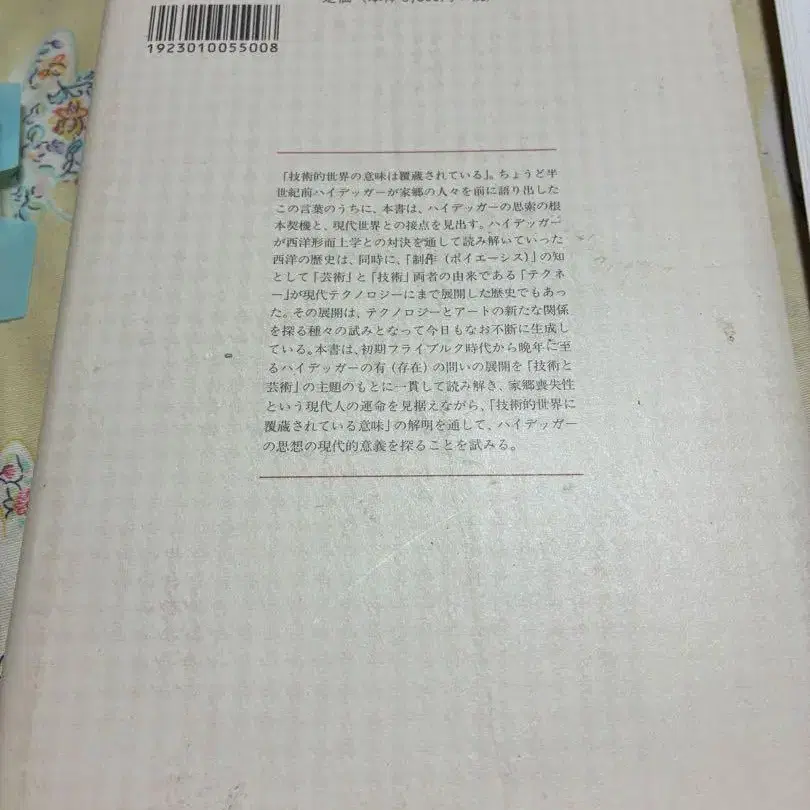 1923010055008
「技術的世界の意味は覆蔵されている」。ちょうど半
世紀前ハイデッガーが家郷の人々を前に語り出した
この言葉のうちに、本書は、ハイデッガーの思索の根
本契機と、現代世界との接点を見出す。ハイデッガー
が西洋形而上学との対決を通して読み解いていった
西洋の歴史は、同時に、「制作（ポイエーシス）」の知
として「芸術」と「技術」両者の由来である「テクネ
ー」が現代テクノロジーにまで展開した歴史でもあっ
た。その展開は、テクノロジーとアートの新たな関係
を探る種々の試みとなって今日もなお不断に生成し
ている。本書は、初期フライブルク時代から晩年に至
るハイデッガーの有（存在）の問いの展開を「技術と
芸術」の主題のもとに一貫して読み解き、家郷喪失性
という現代人の運命を見据えながら、「技術的世界に
覆蔵されている意味」の解明を通して、ハイデッガー
の思想の現代的意義を探ることを試みる。